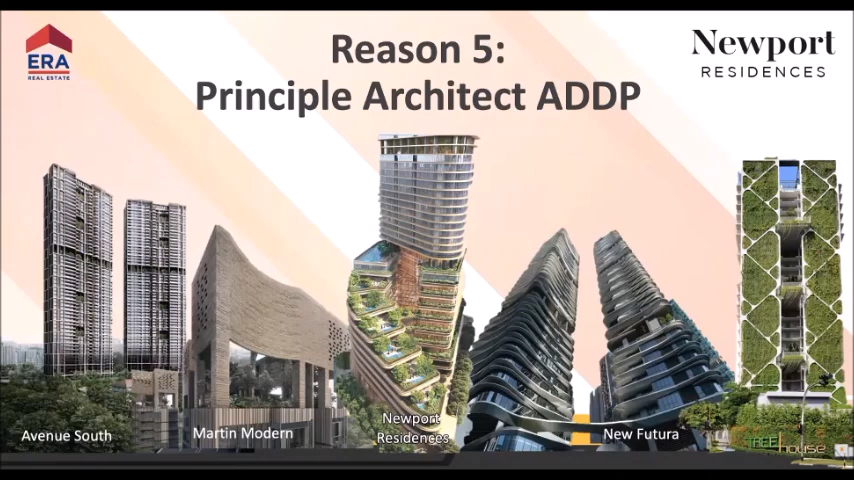 ERA
REAL ESTATE
Reason 5:
Principle Architect ADDP
Newport
RESIDENCES
Avenue South
Martin Modern
Newport
Residences
New Futura
TREEhouse